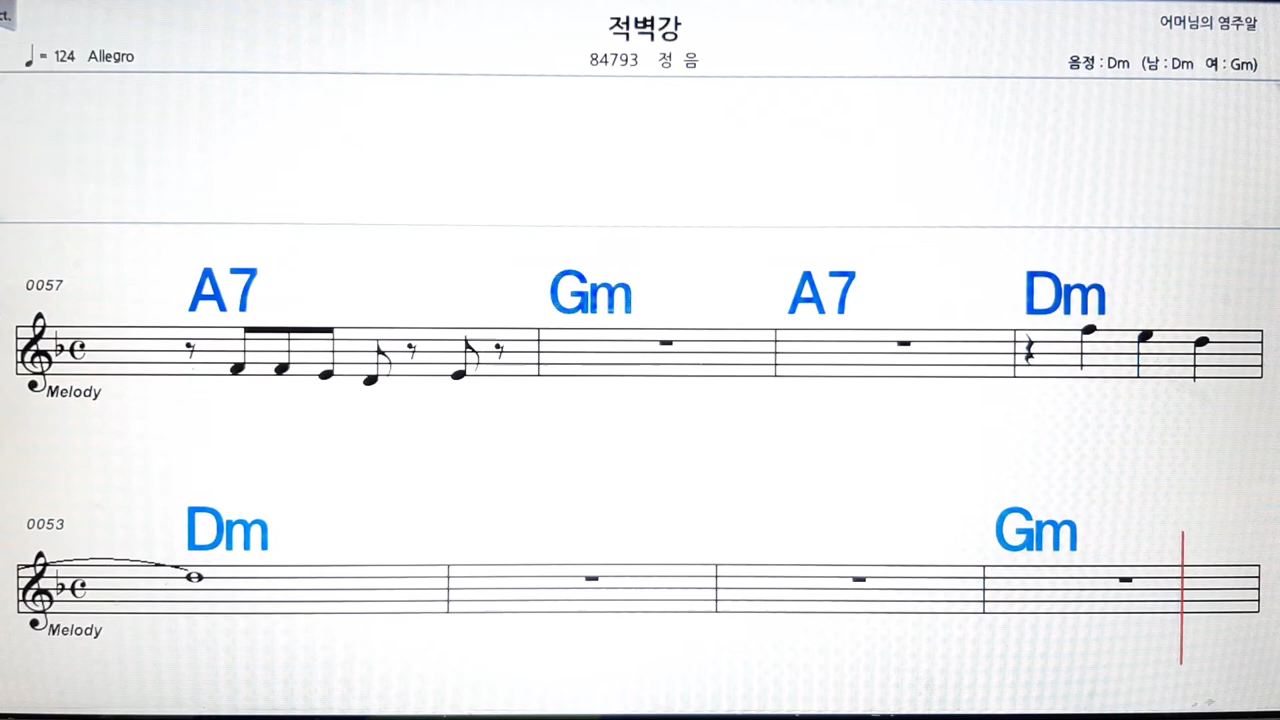 ct.
적벽강
어머님의 염주알
♩ = 124 Allegro
84793 정 음
음정 : Dm (남 : Dm 여 : Gm)
0057
A7 Gm A7 Dm
Melody
0053
Dm Gm
Melody